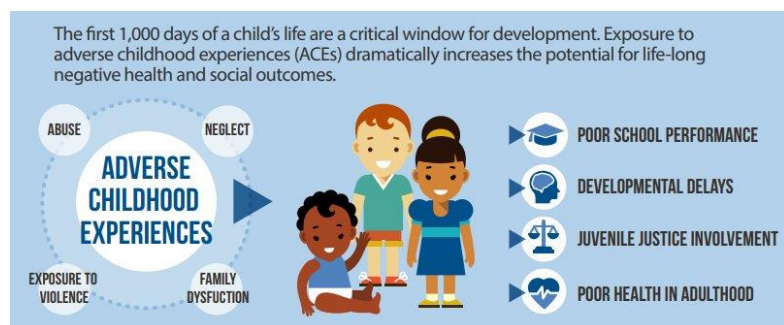 The first 1,000 days of a child's life are a critical window for development. Exposure to
adverse childhood experiences (ACEs) dramatically increases the potential for life-long
negative health and social outcomes.
ABUSE
NEGLECT
ADVERSE
CHILDHOOD
EXPERIENCES
EXPOSURE TO
VIOLENCE
FAMILY
DYSFUCTION
POOR SCHOOL PERFORMANCE
DEVELOPMENTAL DELAYS
JUVENILE JUSTICE INVOLVEMENT
POOR HEALTH IN ADULTHOOD